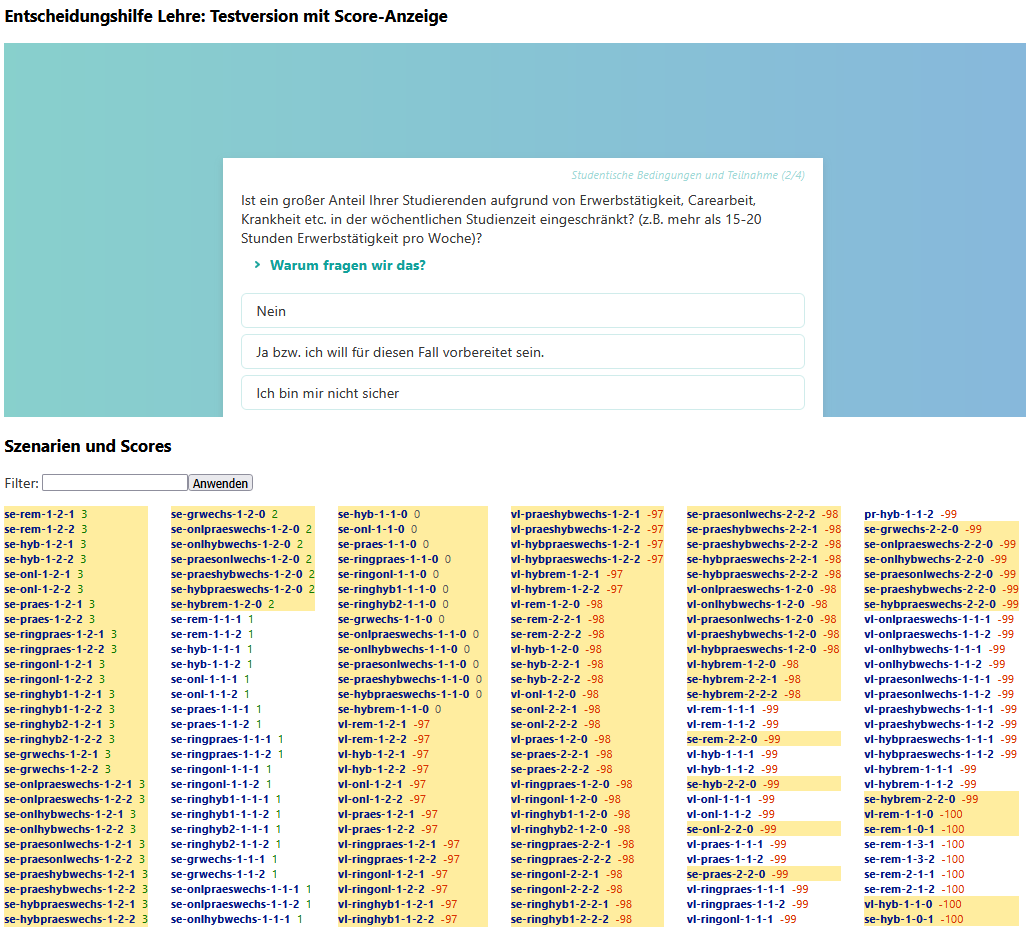 Entscheidungshilfe Lehre: Testversion mit Score-Anzeige
Studentische Bedingungen und Teilnahme (2/4)
Ist ein großer Anteil Ihrer Studierenden aufgrund von Erwerbstätigkeit, Carearbeit,
Krankheit etc. in der wöchentlichen Studienzeit eingeschränkt? (z.B. mehr als 15-20
Stunden Erwerbstätigkeit pro Woche)?
Warum fragen wir das?
Nein
Ja bzw. ich will für diesen Fall vorbereitet sein.
Ich bin mir nicht sicher
Szenarien und Scores
Filter:
Anwenden
se-rem-1-2-1 3
se-rem-1-2-2 3
se-hyb-1-2-1 3
se-hyb-1-2-2 3
se-onl-1-2-1 3
se-onl-1-2-2 3
se-praes-1-2-1 3
se-praes-1-2-2 3
se-ringpraes-1-2-1 3
se-ringpraes-1-2-2 3
se-ringonl-1-2-1 3
se-ringonl-1-2-2 3
se-ringhyb1-1-2-1 3
se-ringhyb1-1-2-2 3
se-ringhyb2-1-2-1 3
se-ringhyb2-1-2-2 3
se-grwechs-1-2-1 3
se-grwechs-1-2-2 3
se-onlpraeswechs-1-2-1 3
se-onlpraeswechs-1-2-2 3
se-onlhybwechs-1-2-1 3
se-onlhybwechs-1-2-2 3
se-praesonlwechs-1-2-1 3
se-praesonlwechs-1-2-2 3
se-praeshybwechs-1-2-1 3
se-praeshybwechs-1-2-2 3
se-hybpraeswechs-1-2-1 3
se-hybpraeswechs-1-2-2 3
se-grwechs-1-2-0 2
se-onlpraeswechs-1-2-0 2
se-onlhybwechs-1-2-0 2
se-praesonlwechs-1-2-0 2
se-praeshybwechs-1-2-0 2
se-hybpraeswechs-1-2-0 2
se-hybrem-1-2-0 2
se-rem-1-1-1 1
se-rem-1-1-2 1
se-hyb-1-1-1 1
se-hyb-1-1-2 1
se-onl-1-1-1 1
se-onl-1-1-2 1
se-praes-1-1-1 1
se-praes-1-1-2 1
se-ringpraes-1-1-1 1
se-ringpraes-1-1-2 1
se-ringonl-1-1-1 1
se-ringonl-1-1-2 1
se-ringhyb1-1-1-1 1
se-ringhyb1-1-1-2 1
se-ringhyb2-1-1-1 1
se-ringhyb2-1-1-2 1
se-grwechs-1-1-1 1
se-grwechs-1-1-2 1
se-onlpraeswechs-1-1-1 1
se-onlpraeswechs-1-1-2 1
se-onlhybwechs-1-1-1 1
se-hyb-1-1-0 0
se-onl-1-1-0 0
se-praes-1-1-0 0
se-ringpraes-1-1-0 0
se-ringonl-1-1-0 0
se-ringhyb1-1-1-0 0
se-ringhyb2-1-1-0 0
se-grwechs-1-1-0 0
se-onlpraeswechs-1-1-0 0
se-onlhybwechs-1-1-0 0
se-praesonlwechs-1-1-0 0
se-praeshybwechs-1-1-0 0
se-hybpraeswechs-1-1-0 0
se-hybrem-1-1-0 0
vl-rem-1-2-1 -97
vl-rem-1-2-2 -97
vl-hyb-1-2-1 -97
vl-hyb-1-2-2 -97
vl-onl-1-2-1 -97
vl-onl-1-2-2 -97
vl-praes-1-2-1 -97
vl-praes-1-2-2 -97
vl-ringpraes-1-2-1 -97
vl-ringpraes-1-2-2 -97
vl-ringonl-1-2-1 -97
vl-ringonl-1-2-2 -97
vl-ringhyb1-1-2-1 -97
vl-ringhyb1-1-2-2 -97
vl-praeshybwechs-1-2-1 -97
vl-praeshybwechs-1-2-2 -97
vl-hybpraeswechs-1-2-1 -97
vl-hybpraeswechs-1-2-2 -97
vl-hybrem-1-2-1 -97
vl-hybrem-1-2-2 -97
vl-rem-1-2-0 -98
se-rem-2-2-1 -98
se-rem-2-2-2 -98
vl-hyb-1-2-0 -98
se-hyb-2-2-1 -98
se-hyb-2-2-2 -98
vl-onl-1-2-0 -98
se-onl-2-2-1 -98
se-onl-2-2-2 -98
vl-praes-1-2-0 -98
se-praes-2-2-1 -98
se-praes-2-2-2 -98
vl-ringpraes-1-2-0 -98
vl-ringonl-1-2-0 -98
vl-ringhyb1-1-2-0 -98
vl-ringhyb2-1-2-0 -98
se-ringpraes-2-2-1 -98
se-ringpraes-2-2-2 -98
se-ringonl-2-2-1 -98
se-ringonl-2-2-2 -98
se-ringhyb1-2-2-1 -98
se-ringhyb1-2-2-2 -98
se-praesonlwechs-2-2-2 -98
se-praeshybwechs-2-2-1 -98
se-praeshybwechs-2-2-2 -98
se-hybpraeswechs-2-2-1 -98
se-hybpraeswechs-2-2-2 -98
vl-onlpraeswechs-1-2-0 -98
vl-onlhybwechs-1-2-0 -98
vl-praesonlwechs-1-2-0 -98
vl-praeshybwechs-1-2-0 -98
vl-hybpraeswechs-1-2-0 -98
vl-hybrem-1-2-0 -98
se-hybrem-2-2-1 -98
se-hybrem-2-2-2 -98
vl-rem-1-1-1 -99
vl-rem-1-1-2 -99
se-rem-2-2-0 -99
vl-hyb-1-1-1 -99
vl-hyb-1-1-2 -99
se-hyb-2-2-0 -99
vl-onl-1-1-1 -99
vl-onl-1-1-2 -99
se-onl-2-2-0 -99
vl-praes-1-1-1 -99
vl-praes-1-1-2 -99
se-praes-2-2-0 -99
vl-ringpraes-1-1-1 -99
vl-ringpraes-1-1-2 -99
vl-ringonl-1-1-1 -99
pr-hyb-1-1-2 -99
se-grwechs-2-2-0 -99
se-onlpraeswechs-2-2-0 -99
se-onlhybwechs-2-2-0 -99
se-praesonlwechs-2-2-0 -99
se-praeshybwechs-2-2-0 -99
se-hybpraeswechs-2-2-0 -99
vl-onlpraeswechs-1-1-1 -99
vl-onlpraeswechs-1-1-2 -99
vl-onlhybwechs-1-1-1 -99
vl-onlhybwechs-1-1-2 -99
vl-praesonlwechs-1-1-1 -99
vl-praesonlwechs-1-1-2 -99
vl-praeshybwechs-1-1-1 -99
vl-praeshybwechs-1-1-2 -99
vl-hybpraeswechs-1-1-1 -99
vl-hybpraeswechs-1-1-2 -99
vl-hybrem-1-1-1 -99
vl-hybrem-1-1-2 -99
se-hybrem-2-2-0 -99
vl-rem-1-1-0 -100
se-rem-1-0-1 -100
se-rem-1-3-1 -100
se-rem-1-3-2 -100
se-rem-2-1-1 -100
se-rem-2-1-2 -100
vl-hyb-1-1-0 -100
se-hyb-1-0-1 -100